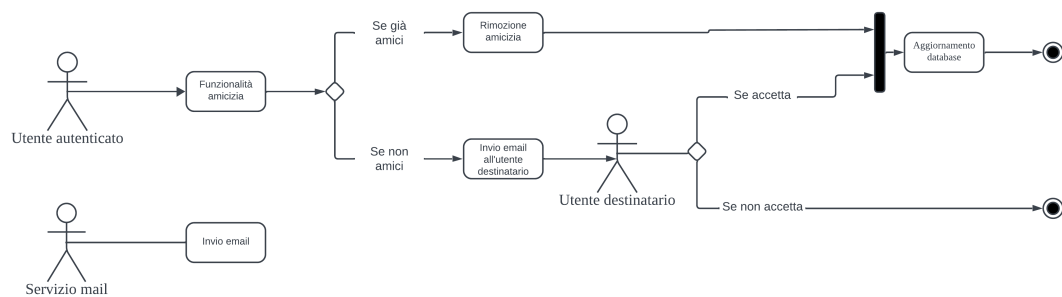 Se già
amici
Rimozione
amicizia
Aggiornamento
database
Funzionalità
amicizia
Utente autenticato
Se accetta
Se non
amici
Invio email
all'utente
destinatario
Utente destinatario
Se non accetta
Invio email
Servizio mail